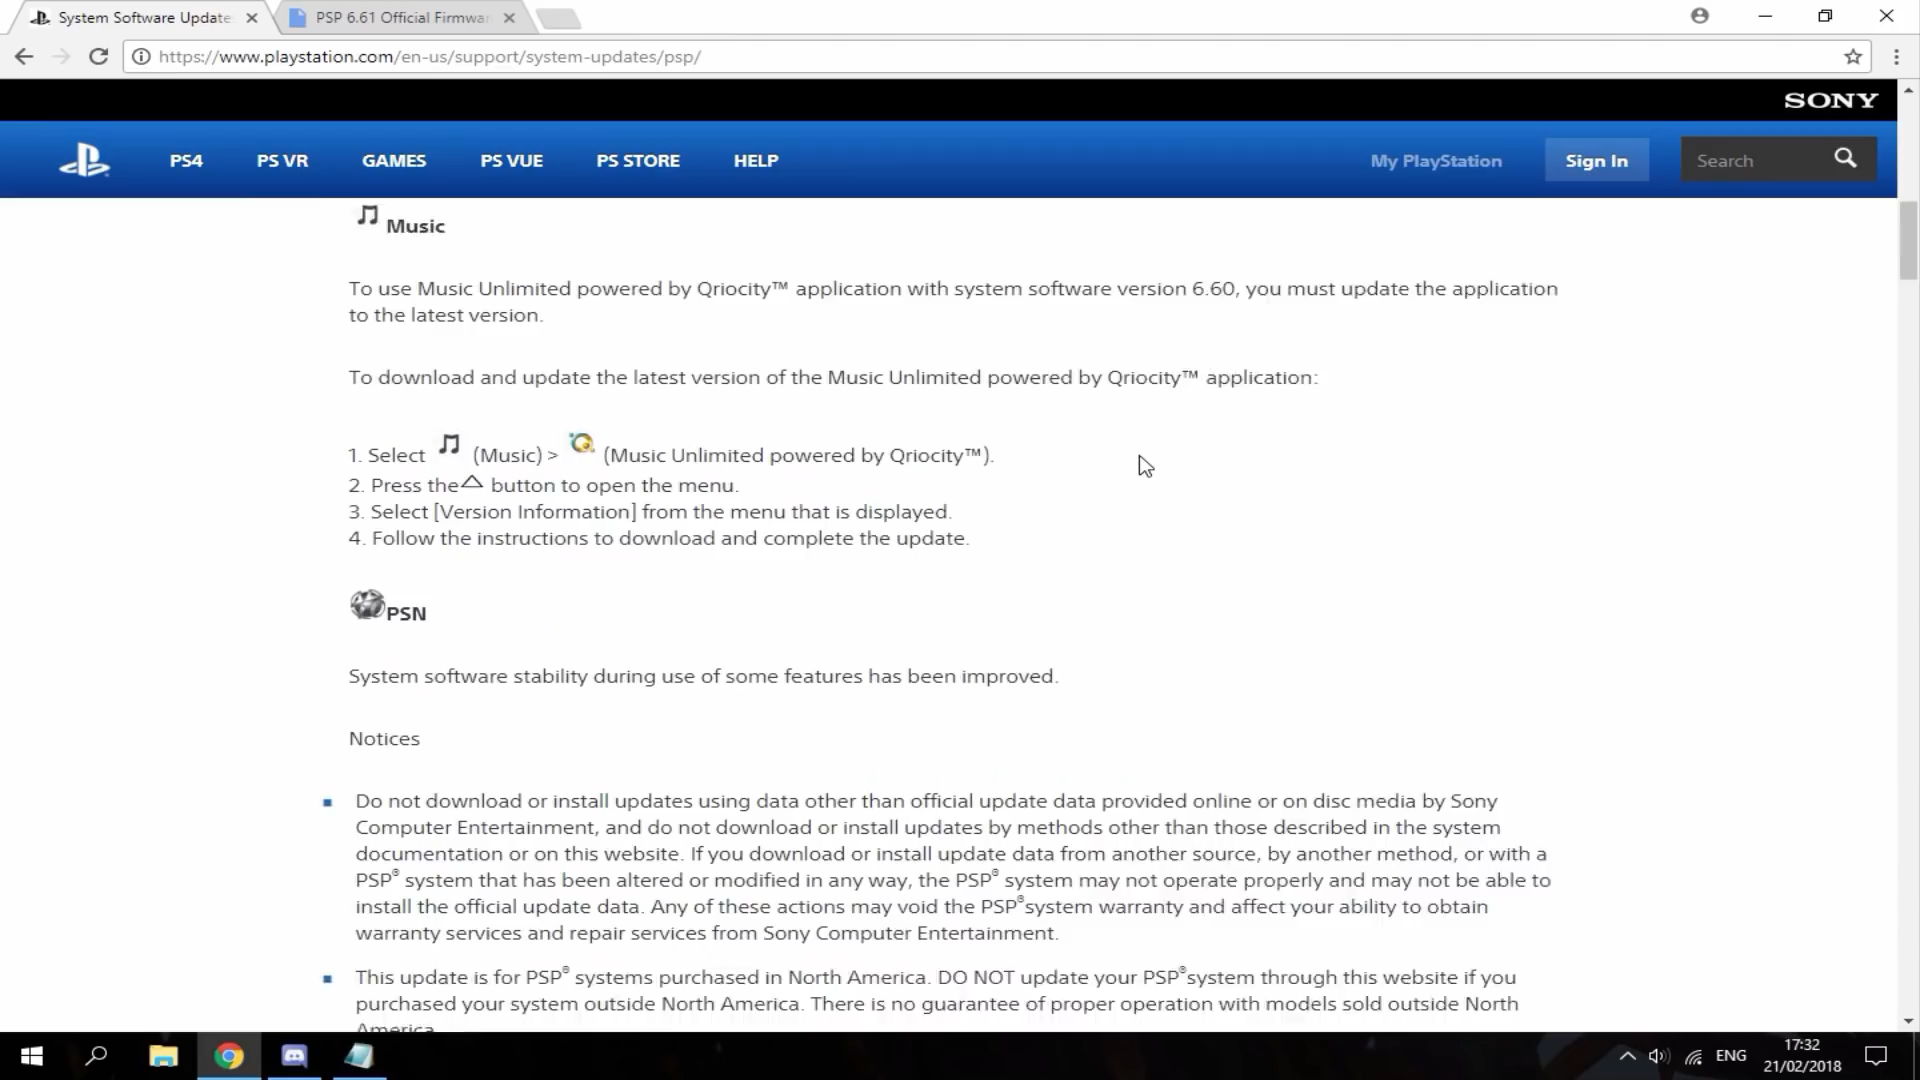 System Software Update
PSP 6.61 Official Firmwar
https://www.playstation.com/en-us/support/system-updates/psp/
SONY
PS4 PS VR GAMES PS VUE PS STORE HELP My PlayStation Sign In Search
Music
To use Music Unlimited powered by Qriocity™ application with system software version 6.60, you must update the application
to the latest version.
To download and update the latest version of the Music Unlimited powered by Qriocity™ application:
1. Select (Music) > (Music Unlimited powered by Qriocity™).
2. Press the button to open the menu.
3. Select [Version Information] from the menu that is displayed.
4. Follow the instructions to download and complete the update.
PSN
System software stability during use of some features has been improved.
Notices
Do not download or install updates using data other than official update data provided online or on disc media by Sony
Computer Entertainment, and do not download or install updates by methods other than those described in the system
documentation or on this website. If you download or install update data from another source, by another method, or with a
PSP® system that has been altered or modified in any way, the PSP® system may not operate properly and may not be able to
install the official update data. Any of these actions may void the PSP®system warranty and affect your ability to obtain
warranty services and repair services from Sony Computer Entertainment.
This update is for PSP® systems purchased in North America. DO NOT update your PSP®system through this website if you
purchased your system outside North America. There is no guarantee of proper operation with models sold outside North
America.
ENG
17:32
21/02/2018